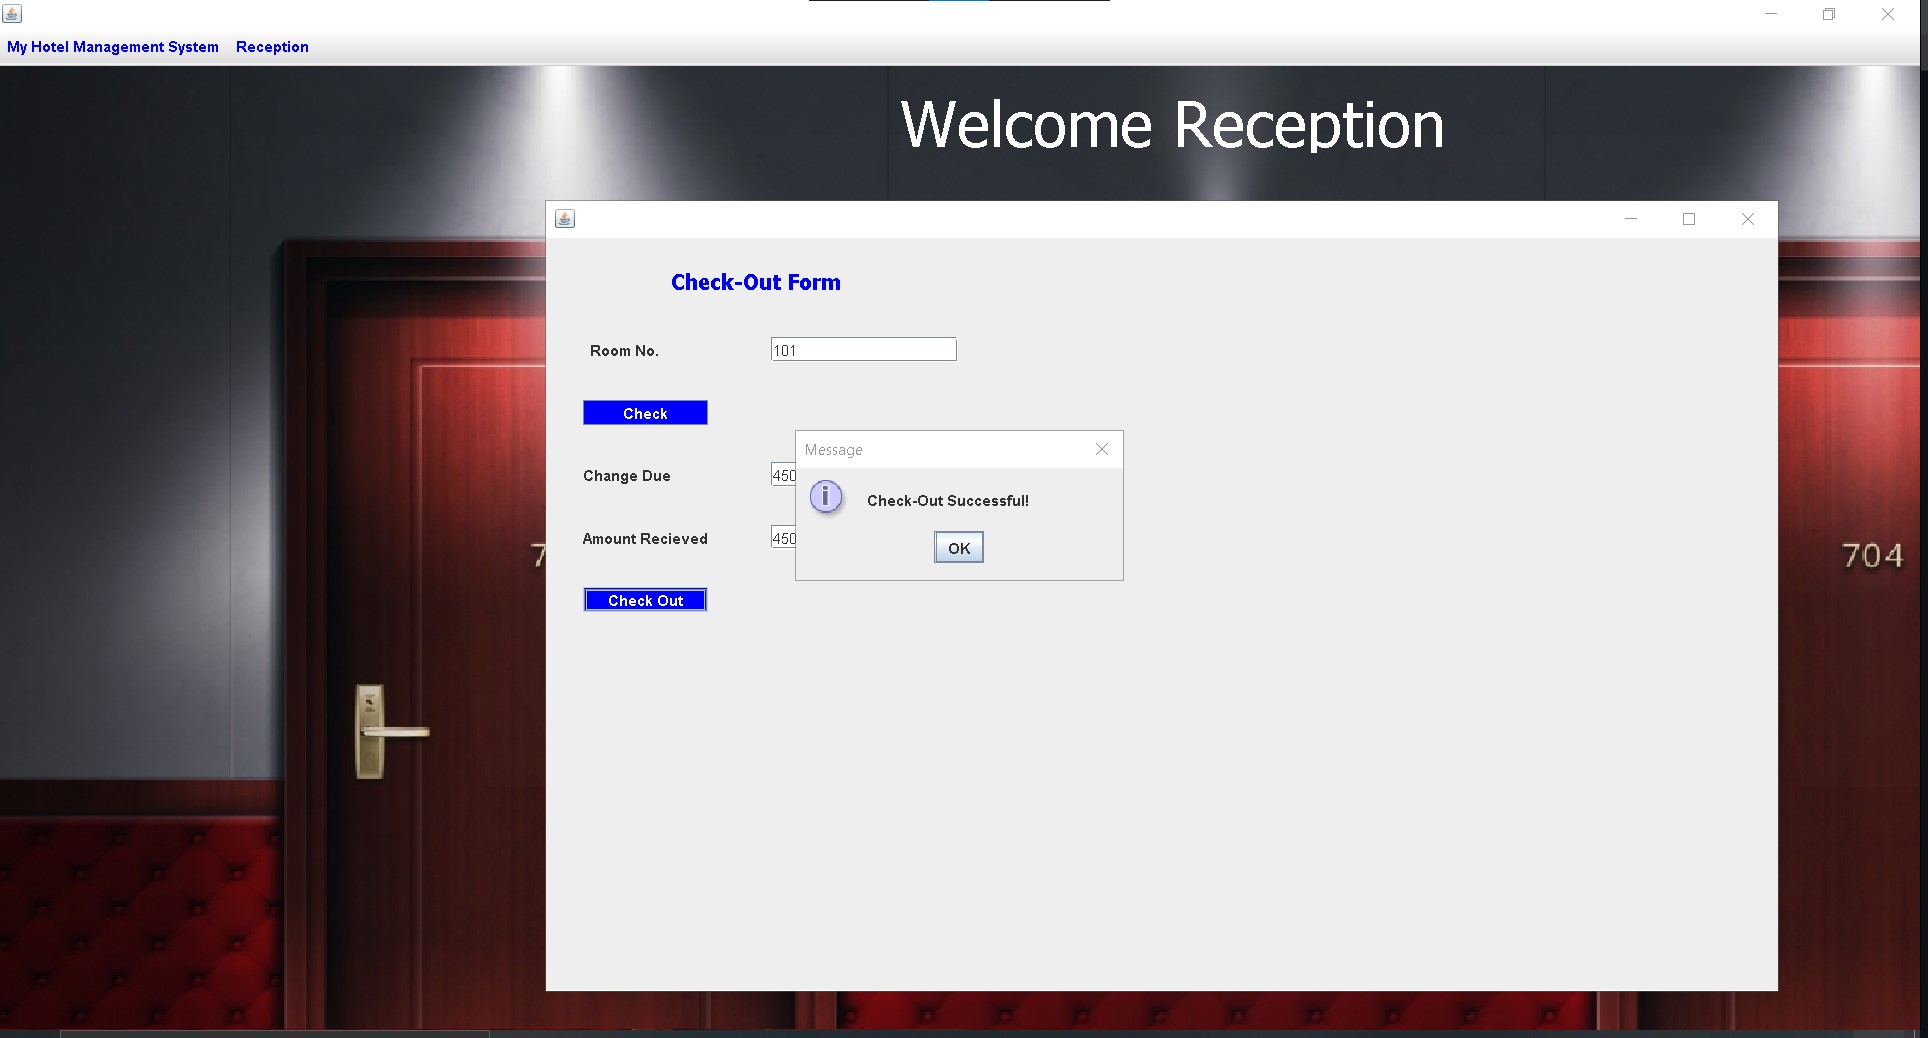 My Hotel Management System Reception
Welcome Reception
Check-Out Form
Room No. 101
Check
Message
Change Due 450
Check-Out Successful!
Amount Recieved 450
OK
704
Check Out